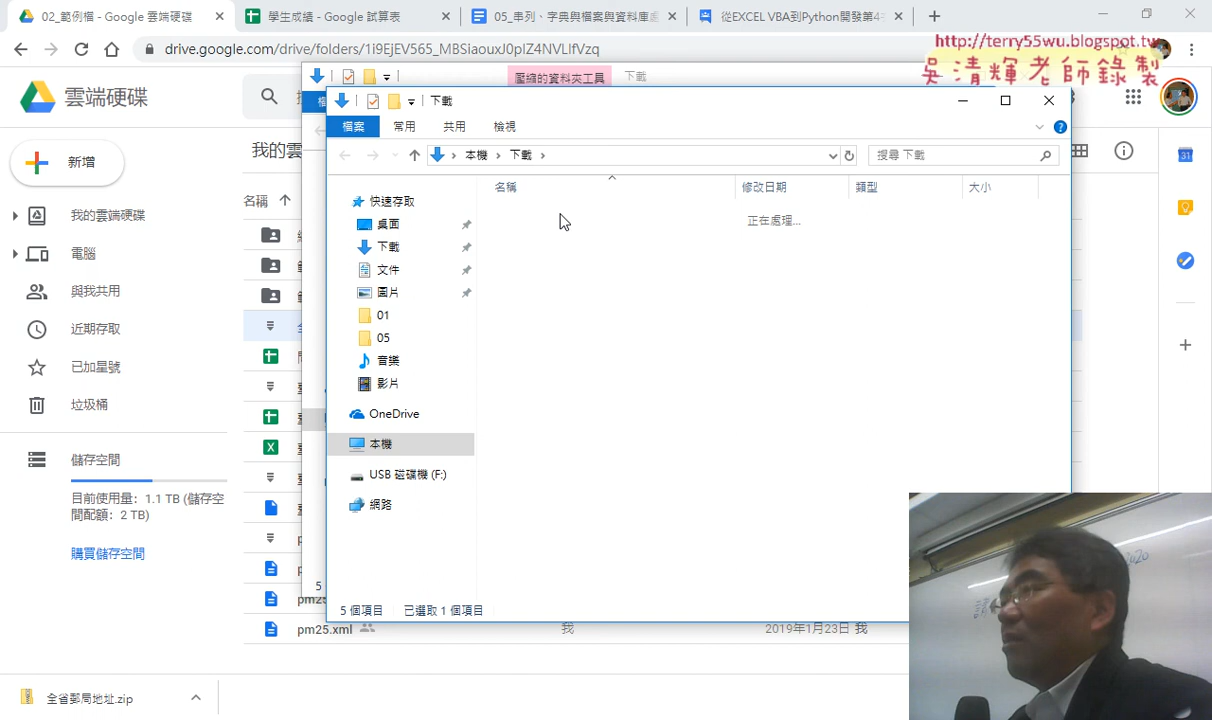 02_範例檔 - Google 雲端硬碟
學生成績 - Google 試算表
05_串列、字典與檔案與資料庫處
從EXCEL VBA到Python開發第4
drive.google.com/drive/folders/1I9EjEV565_MBSiaouxJ0pIZ4NVLIfVzq
http://terry55wu.blogspot.tw
吳清輝老師錄製
雲端硬碟
壓縮的資料夾工具
下載
下載
檔案
常用
共用
檢視
新增
我的雲
本機
下載
搜尋 下載
名稱
修改日期
類型
大小
正在處理...
名稱
我的雲端硬碟
電腦
與我共用
近期存取
已加星號
垃圾桶
儲存空間
目前使用量: 1.1 TB (儲存空
間配額: 2 TB)
購買儲存空間
快速存取
桌面
下載
文件
圖片
01
05
音樂
影片
OneDrive
本機
USB 磁碟機 (F:)
網路
5 個項目
已選取 1 個項目
pm25.xml
我
2019年1月23日 我
全省郵局地址.zip
2020
31